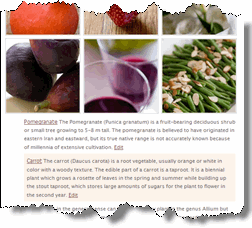 Pomegranate The Pomegranate (Punica granatum) is a fruit-bearing deciduous shrub
or small tree growing to 5–8 m tall. The pomegranate is believed to have originated in
eastern Iran and eastward, but its true native range is not accurately known because
of millennia of extensive cultivation. Edit
Carrot The carrot (Daucus carota) is a root vegetable, usually orange or white in
color with a woody texture. The edible part of a carrot is a taproot. It is a biennial
plant which grows a rosette of leaves in the spring and summer while building up
the stout taproot, which stores large amounts of sugars for the plant to flower in
the second year. Edit
the genus Allium but